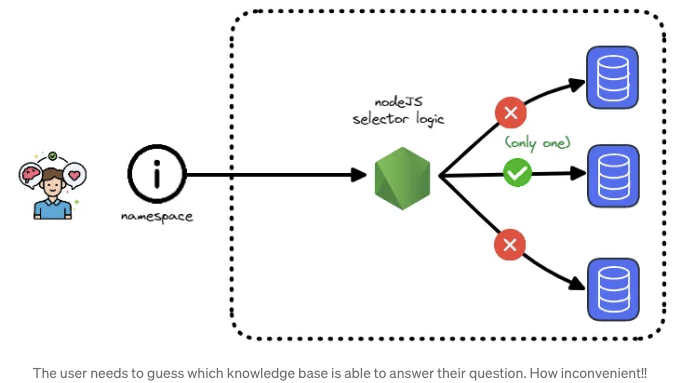 nodeJS
selector logic
(only one)
namespace
The user needs to guess which knowledge base is able to answer their question. How inconvenient!!